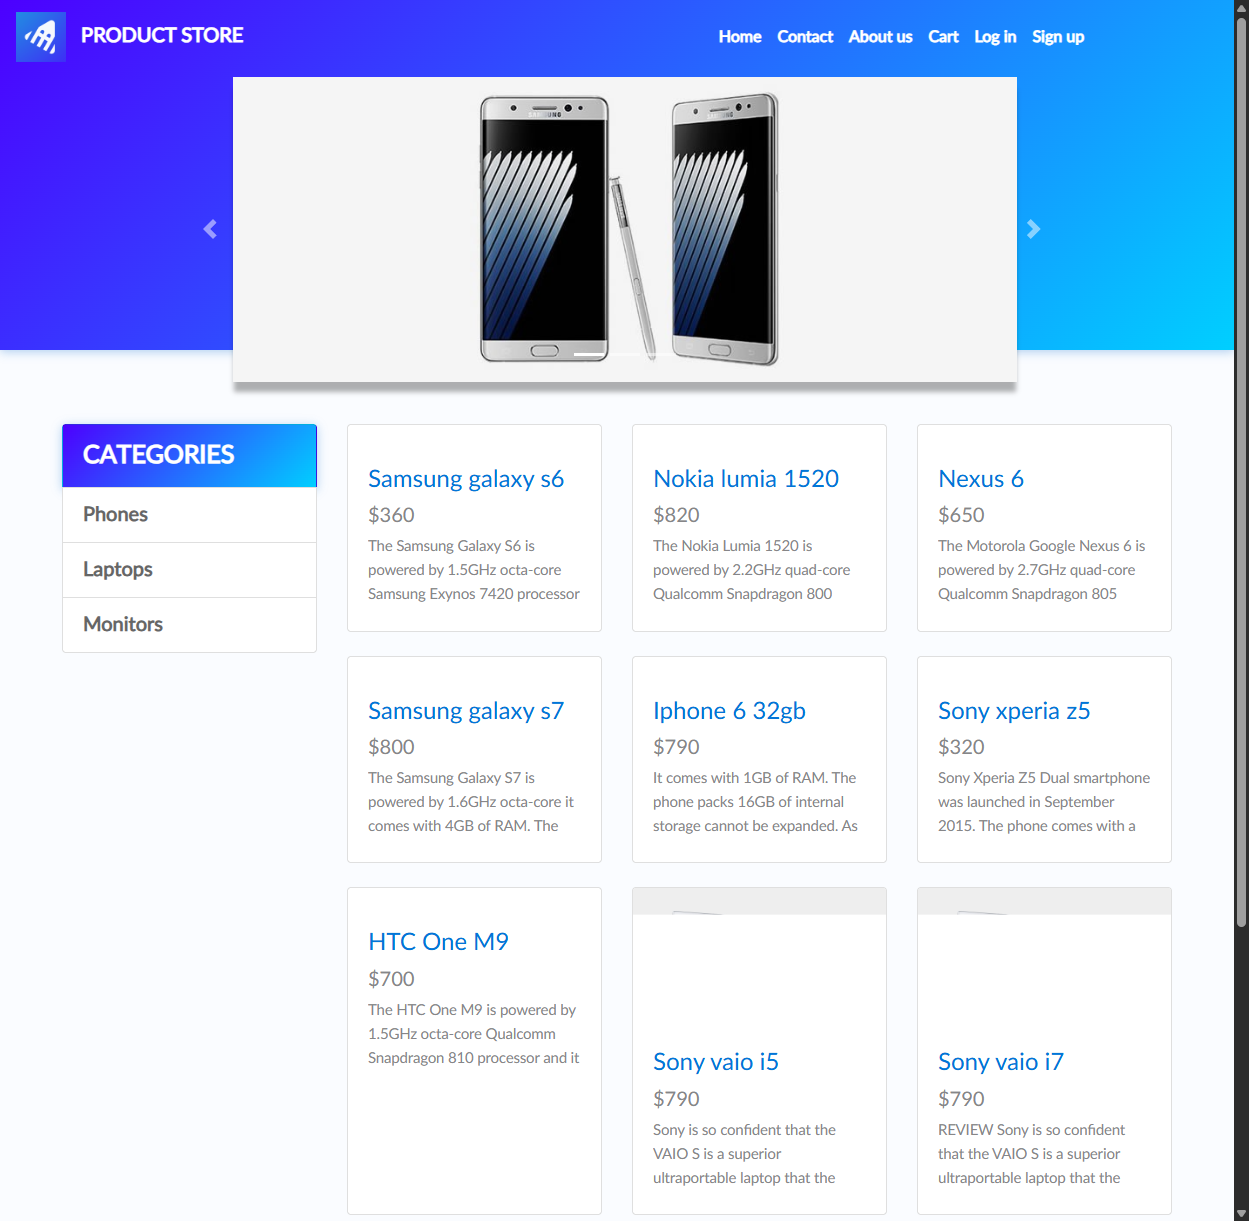 PRODUCT STORE
Home Contact About us Cart Log in Sign up
SAMSUNG
SAMSUNG
CATEGORIES
Phones
Laptops
Monitors
Samsung galaxy s6
$360
The Samsung Galaxy S6 is
powered by 1.5GHz octa-core
Samsung Exynos 7420 processor
Nokia lumia 1520
$820
The Nokia Lumia 1520 is
powered by 2.2GHz quad-core
Qualcomm Snapdragon 800
Nexus 6
$650
The Motorola Google Nexus 6 is
powered by 2.7GHz quad-core
Qualcomm Snapdragon 805
Samsung galaxy s7
$800
The Samsung Galaxy S7 is
powered by 1.6GHz octa-core it
comes with 4GB of RAM. The
Iphone 6 32gb
$790
It comes with 1GB of RAM. The
phone packs 16GB of internal
storage cannot be expanded. As
Sony xperia z5
$320
Sony Xperia Z5 Dual smartphone
was launched in September
2015. The phone comes with a
HTC One M9
$700
The HTC One M9 is powered by
1.5GHz octa-core Qualcomm
Snapdragon 810 processor and it
Sony vaio i5
$790
Sony is so confident that the
VAIO S is a superior
ultraportable laptop that the
Sony vaio i7
$790
REVIEW Sony is so confident
that the VAIO S is a superior
ultraportable laptop that the